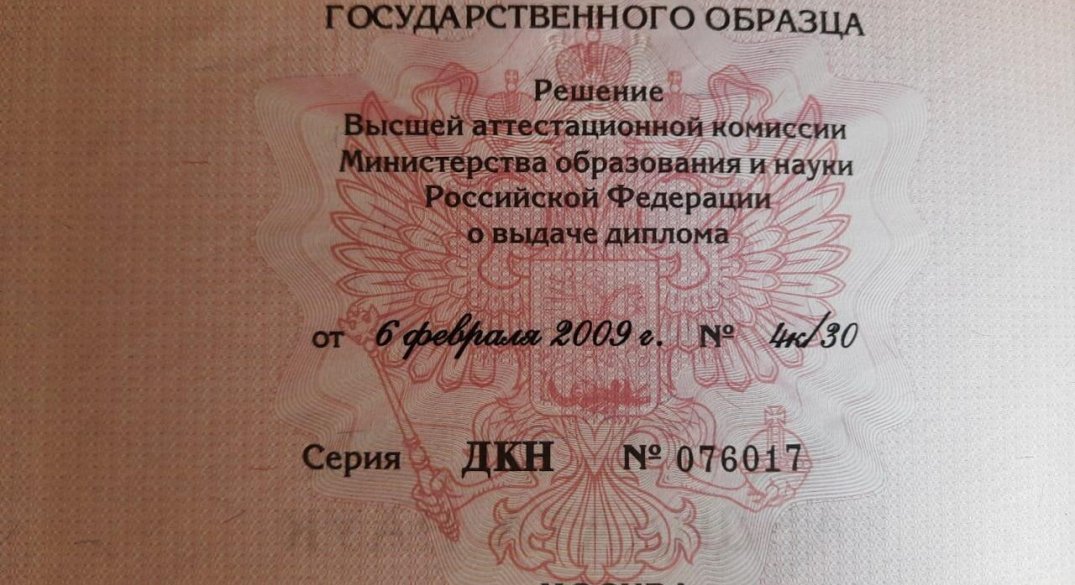 ГОСУДАРСТВЕННОГО ОБРАЗЦА
Решение
Высшей аттестационной комиссии
Министерства образования и науки
Российской Федерации
о выдаче диплома
от 6 февраля 2009 г. № 4к/30
Серия ДКН № 076017